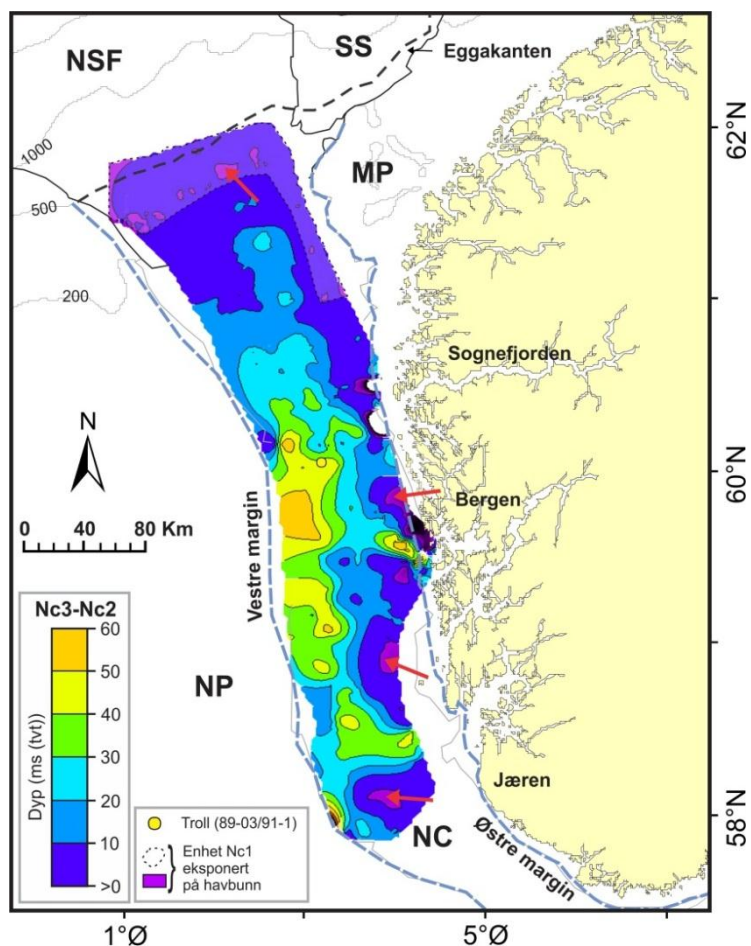 NSF
SS
Eggakanten
62°N
1000
MP
500
200
Sognefjorden
N
60°N
Bergen
0 40 80 Km
Vestre margin
Nc3-Nc2
60
50
40
30
20
10
>0
Dyp (ms (tvt))
NP
Troll (89-03/91-1)
Enhet Nc1
eksponert
på havbunn
Jæren
NC
Østre margin
58°N
1°Ø
5°Ø